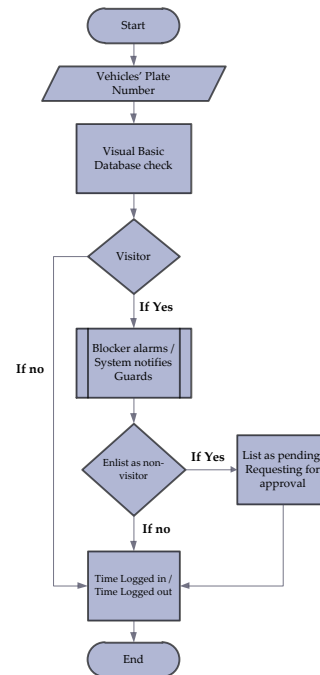 Start
Vehicles' Plate
Number
Visual Basic
Database check
Visitor
If Yes
Blocker alarms /
System notifies
Guards
If no
Enlist as non-
visitor
If Yes
List as pending
Requesting for
approval
If no
Time Logged in /
Time Logged out
End